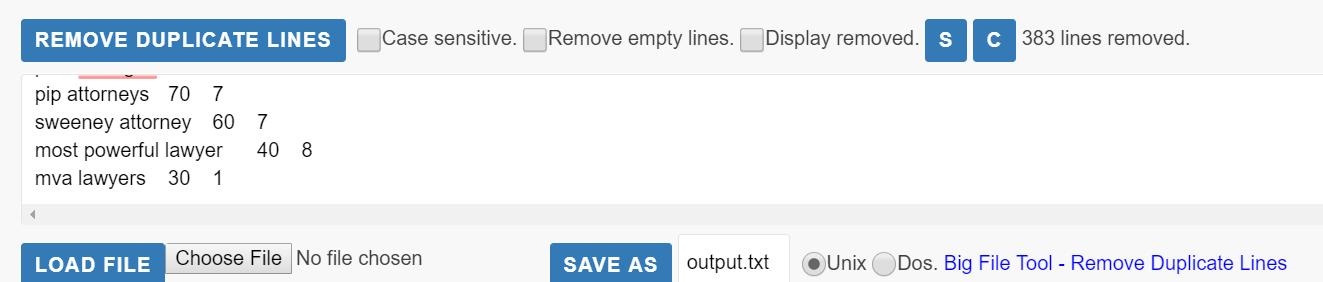 REMOVE DUPLICATE LINES Case sensitive. Remove empty lines. Display removed. S C 383 lines removed.
pip attorneys 70 7
sweeney attorney 60 7
most powerful lawyer 40 8
mva lawyers 30 1
LOAD FILE Choose File No file chosen SAVE AS output.txt Unix Dos. Big File Tool - Remove Duplicate Lines